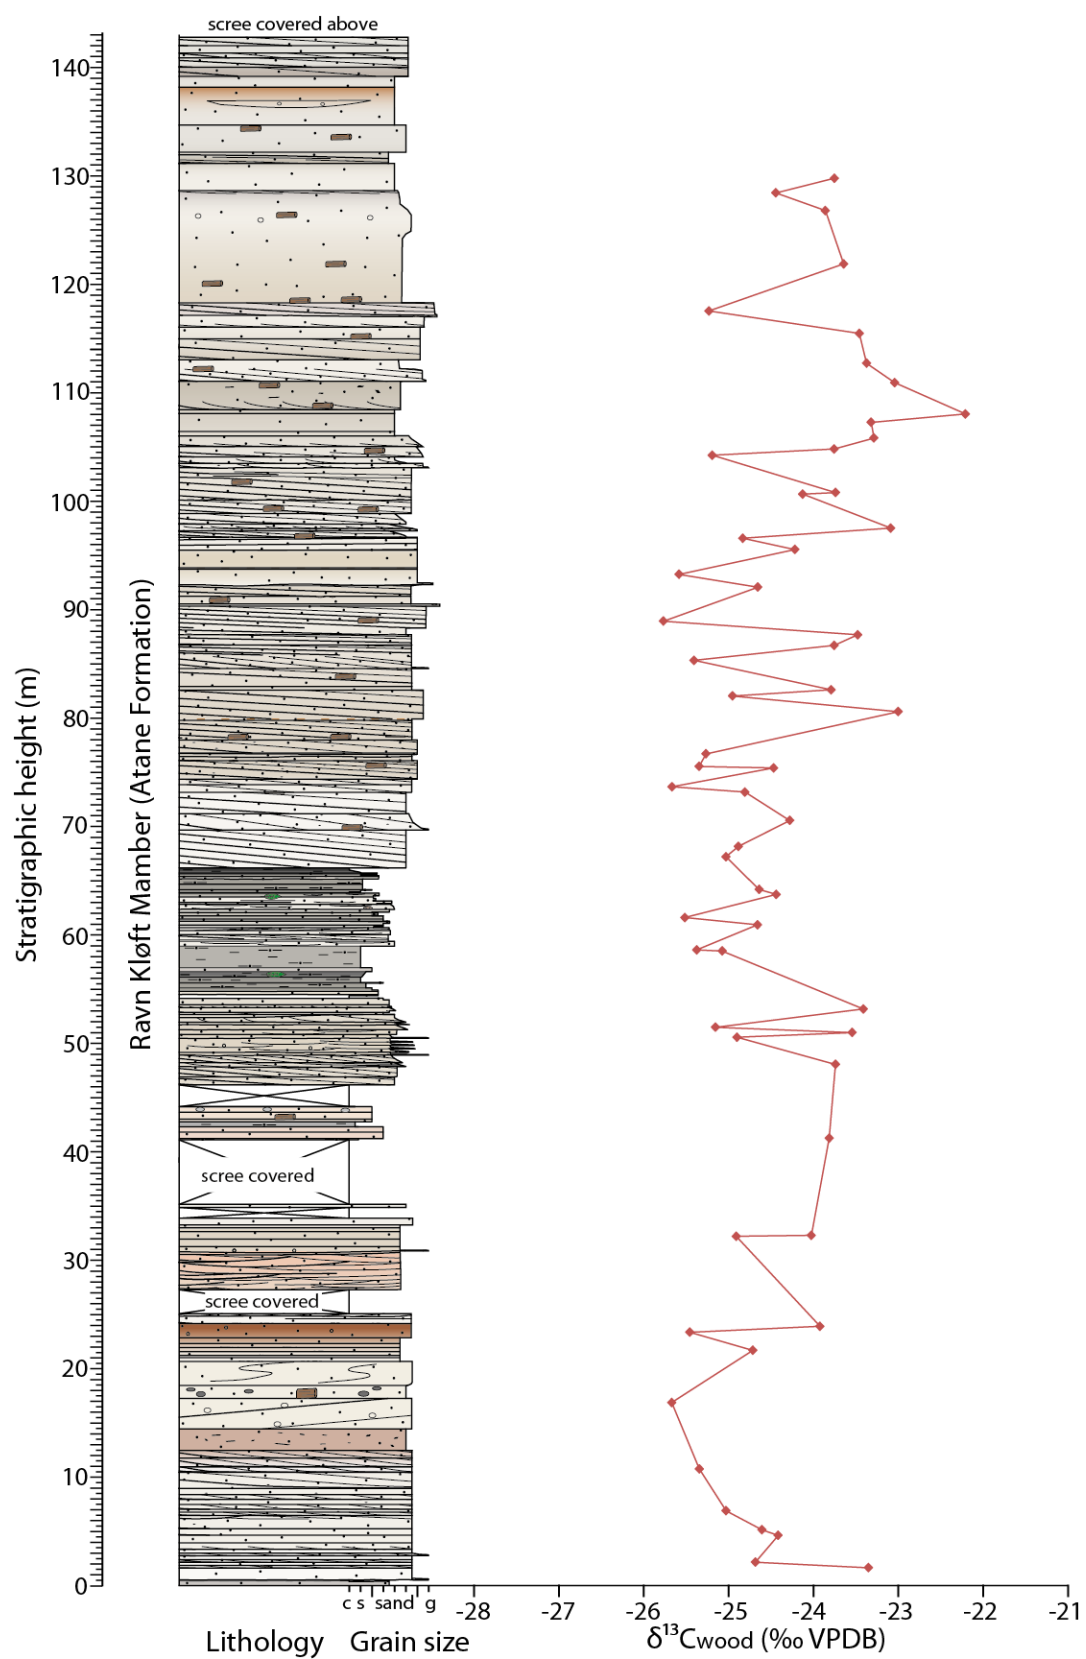 scree covered above
140
130
120
110
100
90
80
70
60
50
40
30
20
10
0
Stratigraphic height (m)
Ravn Kløft Mamber (Atane Formation)
scree covered
scree covered
c s sand g
-28 -27 -26 -25 -24 -23 -22 -21
Lithology Grain size
δ¹³Cwood (‰ VPDB)